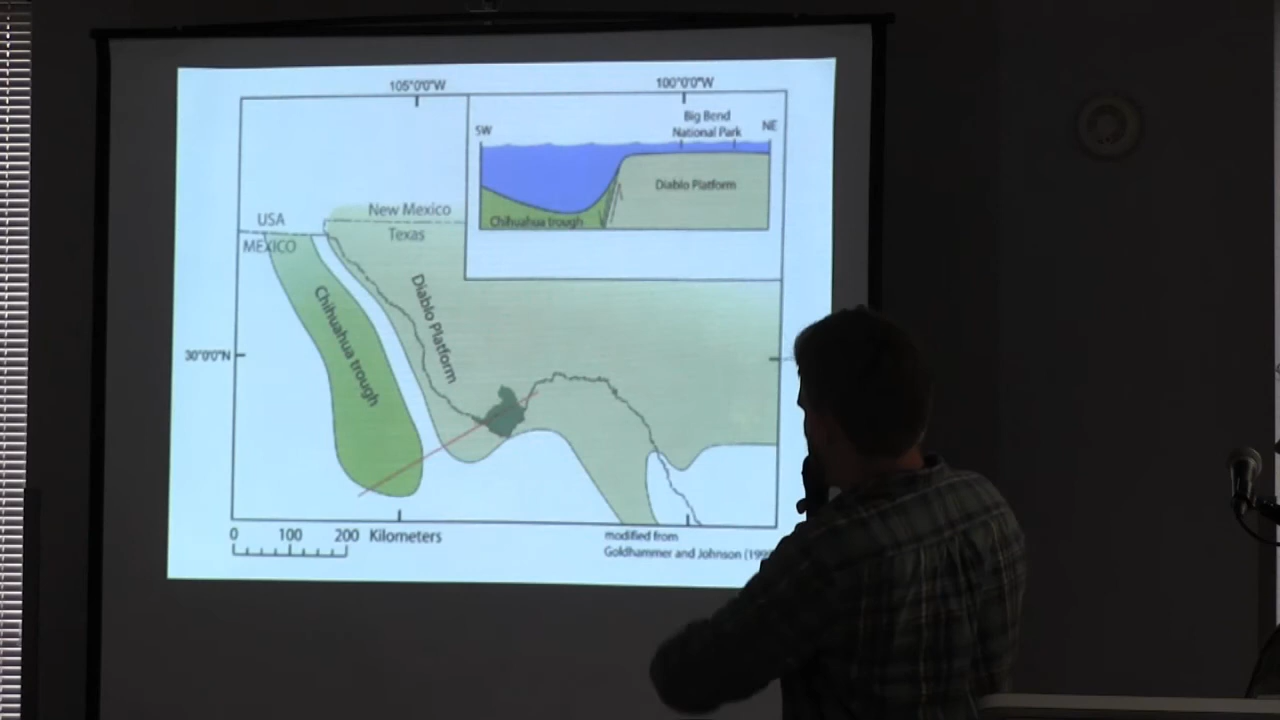 105°0'0"W
100°0'0"W
Big Bend
National Park
SW
NE
Diablo Platform
Chihuahua trough
USA
New Mexico
MEXICO
Texas
Chihuahua trough
Diablo Platform
30°0'0"N
0 100 200 Kilometers
modified from
Goldhammer and Johnson (199